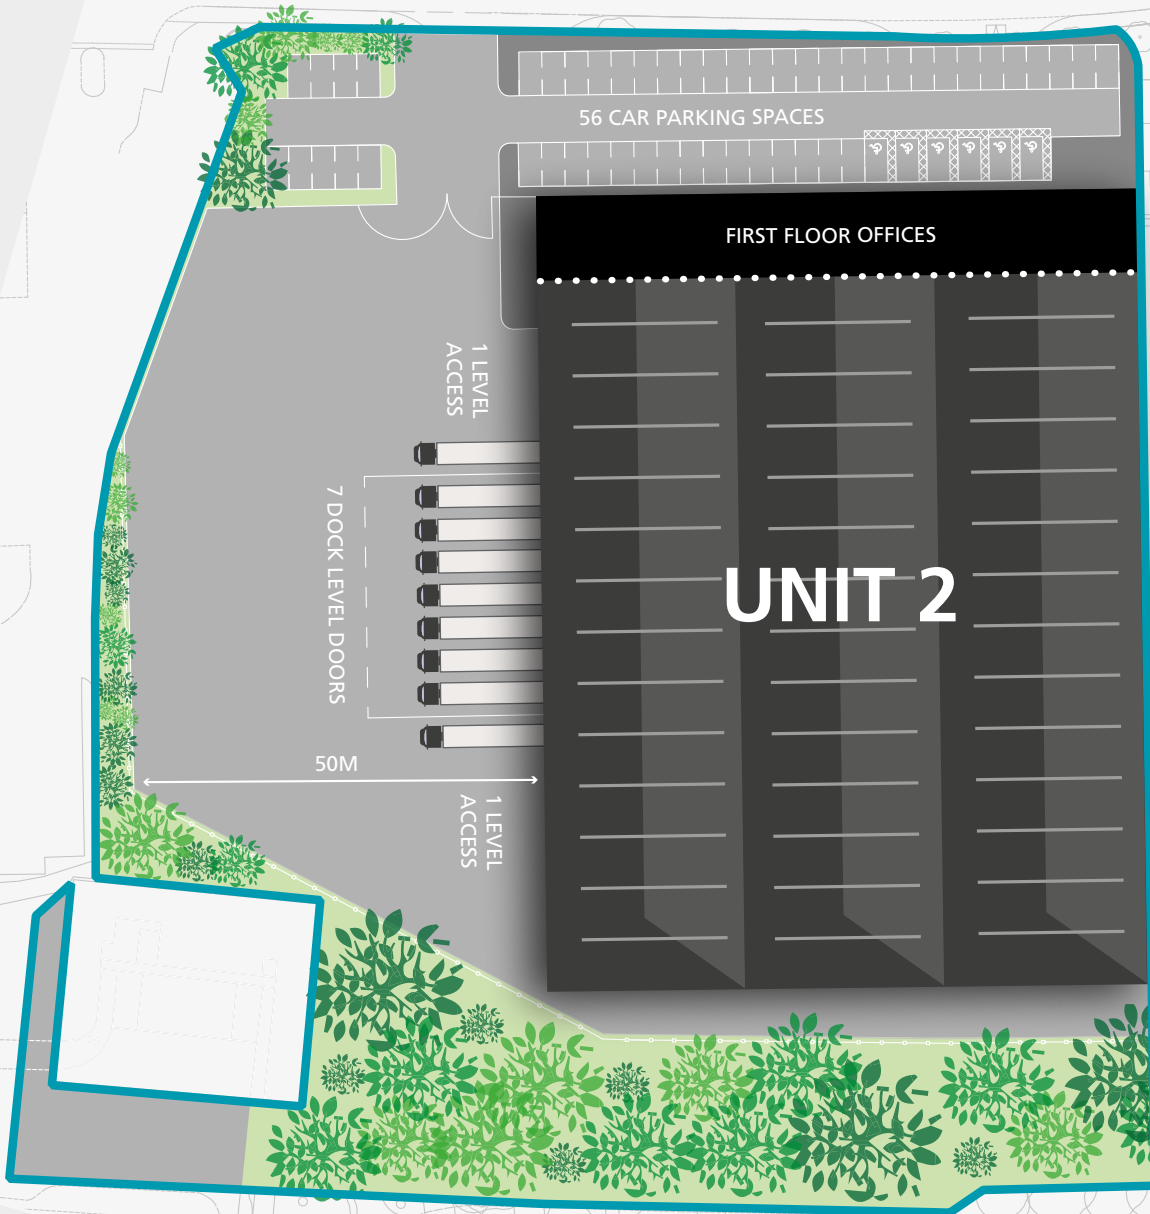 56 CAR PARKING SPACES
FIRST FLOOR OFFICES
1 LEVEL
ACCESS
7 DOCK LEVEL DOORS
UNIT 2
50M
1 LEVEL
ACCESS